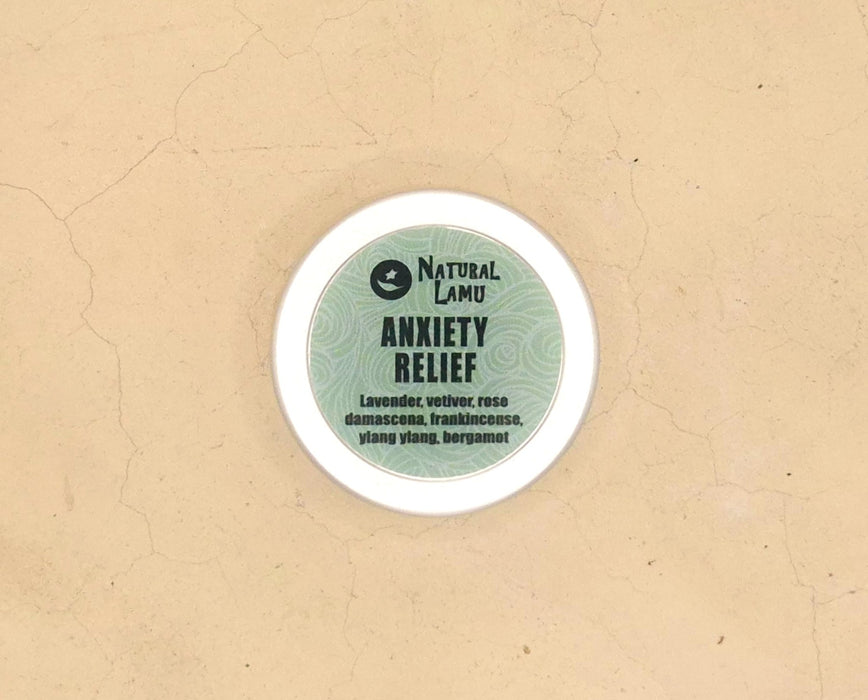 NATURAL
LAMU
ANXIETY
RELIEF
Lavender, vetiver, rose
damascena, frankincense,
ylang ylang, bergamot